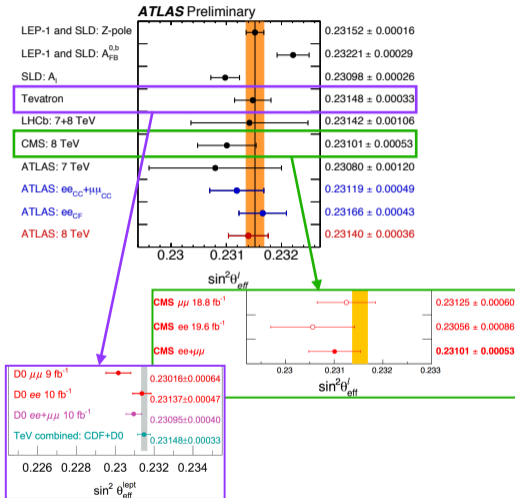 ATLAS Preliminary
LEP-1 and SLD: Z-pole 0.23152 ± 0.00016
LEP-1 and SLD: A_FB^0,b 0.23221 ± 0.00029
SLD: A_l 0.23098 ± 0.00026
Tevatron 0.23148 ± 0.00033
LHCb: 7+8 TeV 0.23142 ± 0.00106
CMS: 8 TeV 0.23101 ± 0.00053
ATLAS: 7 TeV 0.23080 ± 0.00120
ATLAS: ee_CC+μμ_CC 0.23119 ± 0.00049
ATLAS: ee_CF 0.23166 ± 0.00043
ATLAS: 8 TeV 0.23140 ± 0.00036
0.23 0.231 0.232
sin²θ^l_eff
CMS μμ 18.8 fb⁻¹ 0.23125 ± 0.00060
CMS ee 19.6 fb⁻¹ 0.23056 ± 0.00086
CMS ee+μμ 0.23101 ± 0.00053
0.23 0.231 0.232 0.233
sin²θ^l_eff
D0 μμ 9 fb⁻¹ 0.23016±0.00064
D0 ee 10 fb⁻¹ 0.23137±0.00047
D0 ee+μμ 10 fb⁻¹ 0.23095±0.00040
TeV combined: CDF+D0 0.23148±0.00033
0.226 0.228 0.23 0.232 0.234
sin² θ^lept_eff